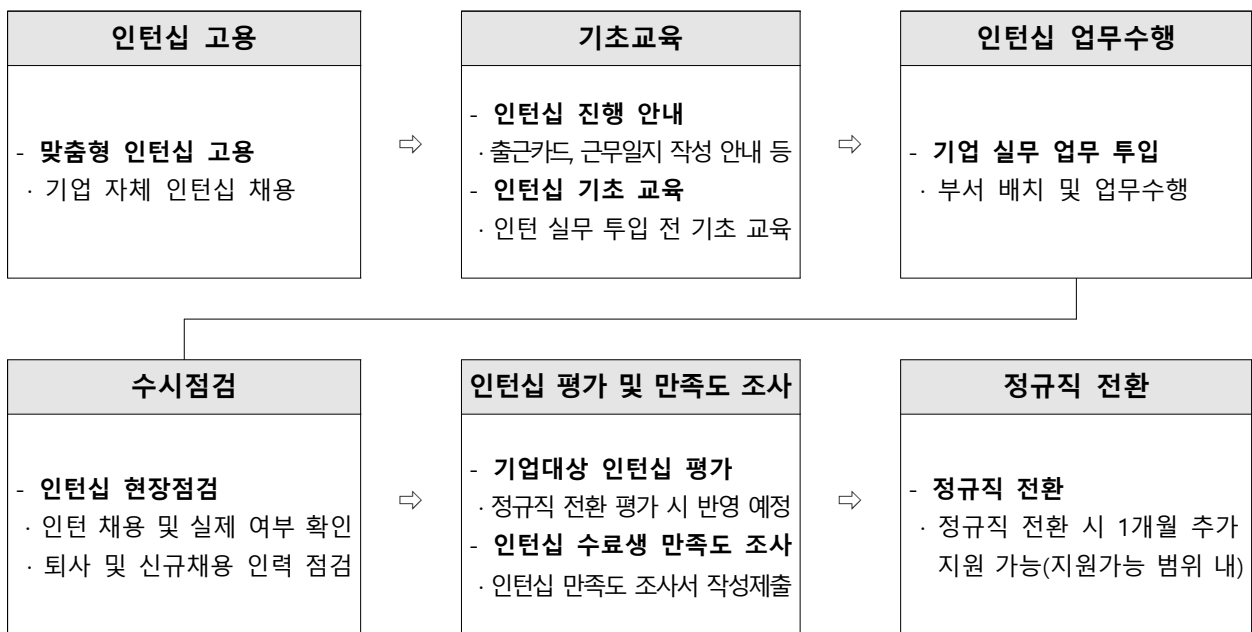 인턴십 고용
- 맞춤형 인턴십 고용
· 기업 자체 인턴십 채용
⇨
기초교육
- 인턴십 진행 안내
· 출근카드, 근무일지 작성 안내 등
- 인턴십 기초 교육
· 인턴 실무 투입 전 기초 교육
⇨
인턴십 업무수행
- 기업 실무 업무 투입
· 부서 배치 및 업무수행
수시점검
- 인턴십 현장점검
· 인턴 채용 및 실제 여부 확인
· 퇴사 및 신규채용 인력 점검
⇨
인턴십 평가 및 만족도 조사
- 기업대상 인턴십 평가
· 정규직 전환 평가 시 반영 예정
- 인턴십 수료생 만족도 조사
· 인턴십 만족도 조사서 작성제출
⇨
정규직 전환
- 정규직 전환
· 정규직 전환 시 1개월 추가
지원 가능(지원가능 범위 내)